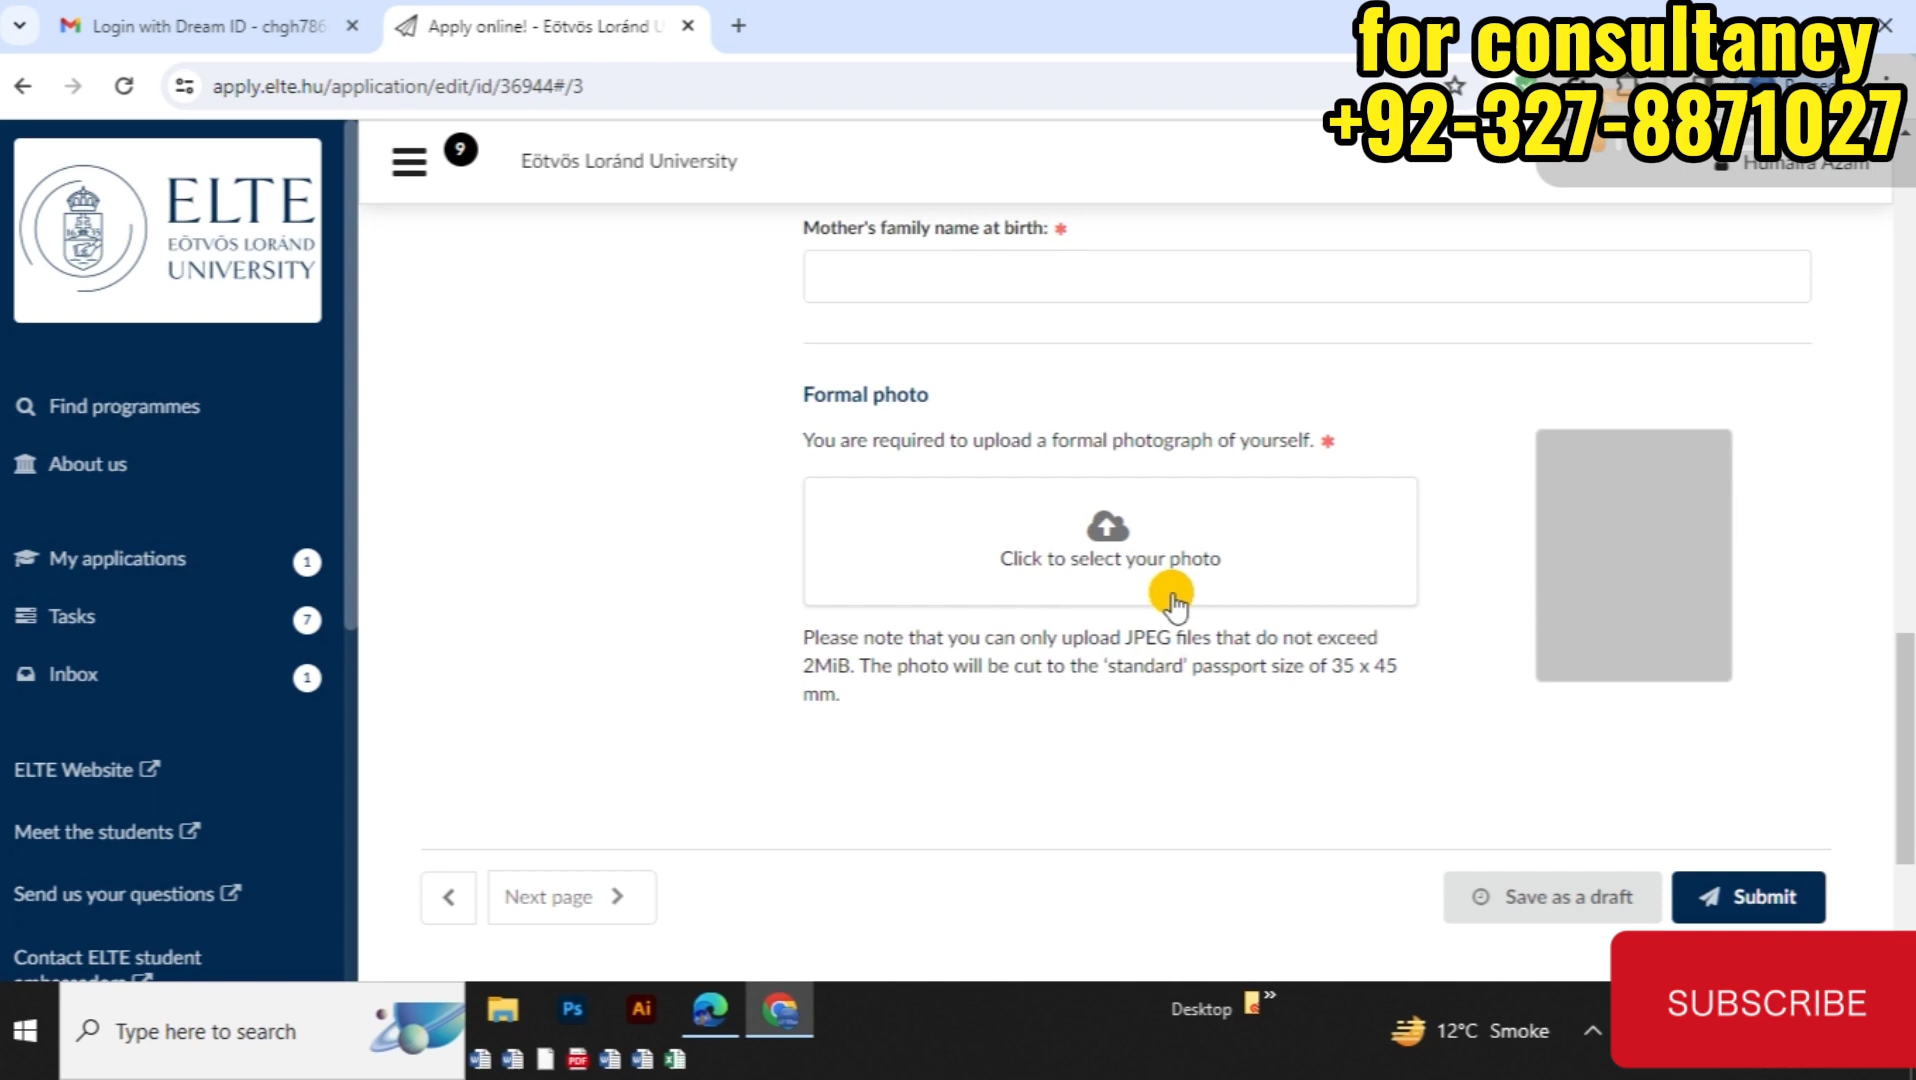 Login with Dream ID - chgh786
Apply online! - Eötvös Loránd U
for consultancy
+92-327-8871027
apply.elte.hu/application/edit/id/36944#/3
ELTE
EÖTVÖS LORÁND
UNIVERSITY
9
Eötvös Loránd University
Humaira Azam
Mother's family name at birth: *
Find programmes
About us
My applications 1
Tasks 7
Inbox 1
ELTE Website
Meet the students
Send us your questions
Contact ELTE student
Formal photo
You are required to upload a formal photograph of yourself. *
Click to select your photo
Please note that you can only upload JPEG files that do not exceed
2MiB. The photo will be cut to the ‘standard’ passport size of 35 x 45
mm.
Next page
Save as a draft
Submit
SUBSCRIBE
Type here to search
Ps
Ai
Desktop
12°C Smoke
PDF